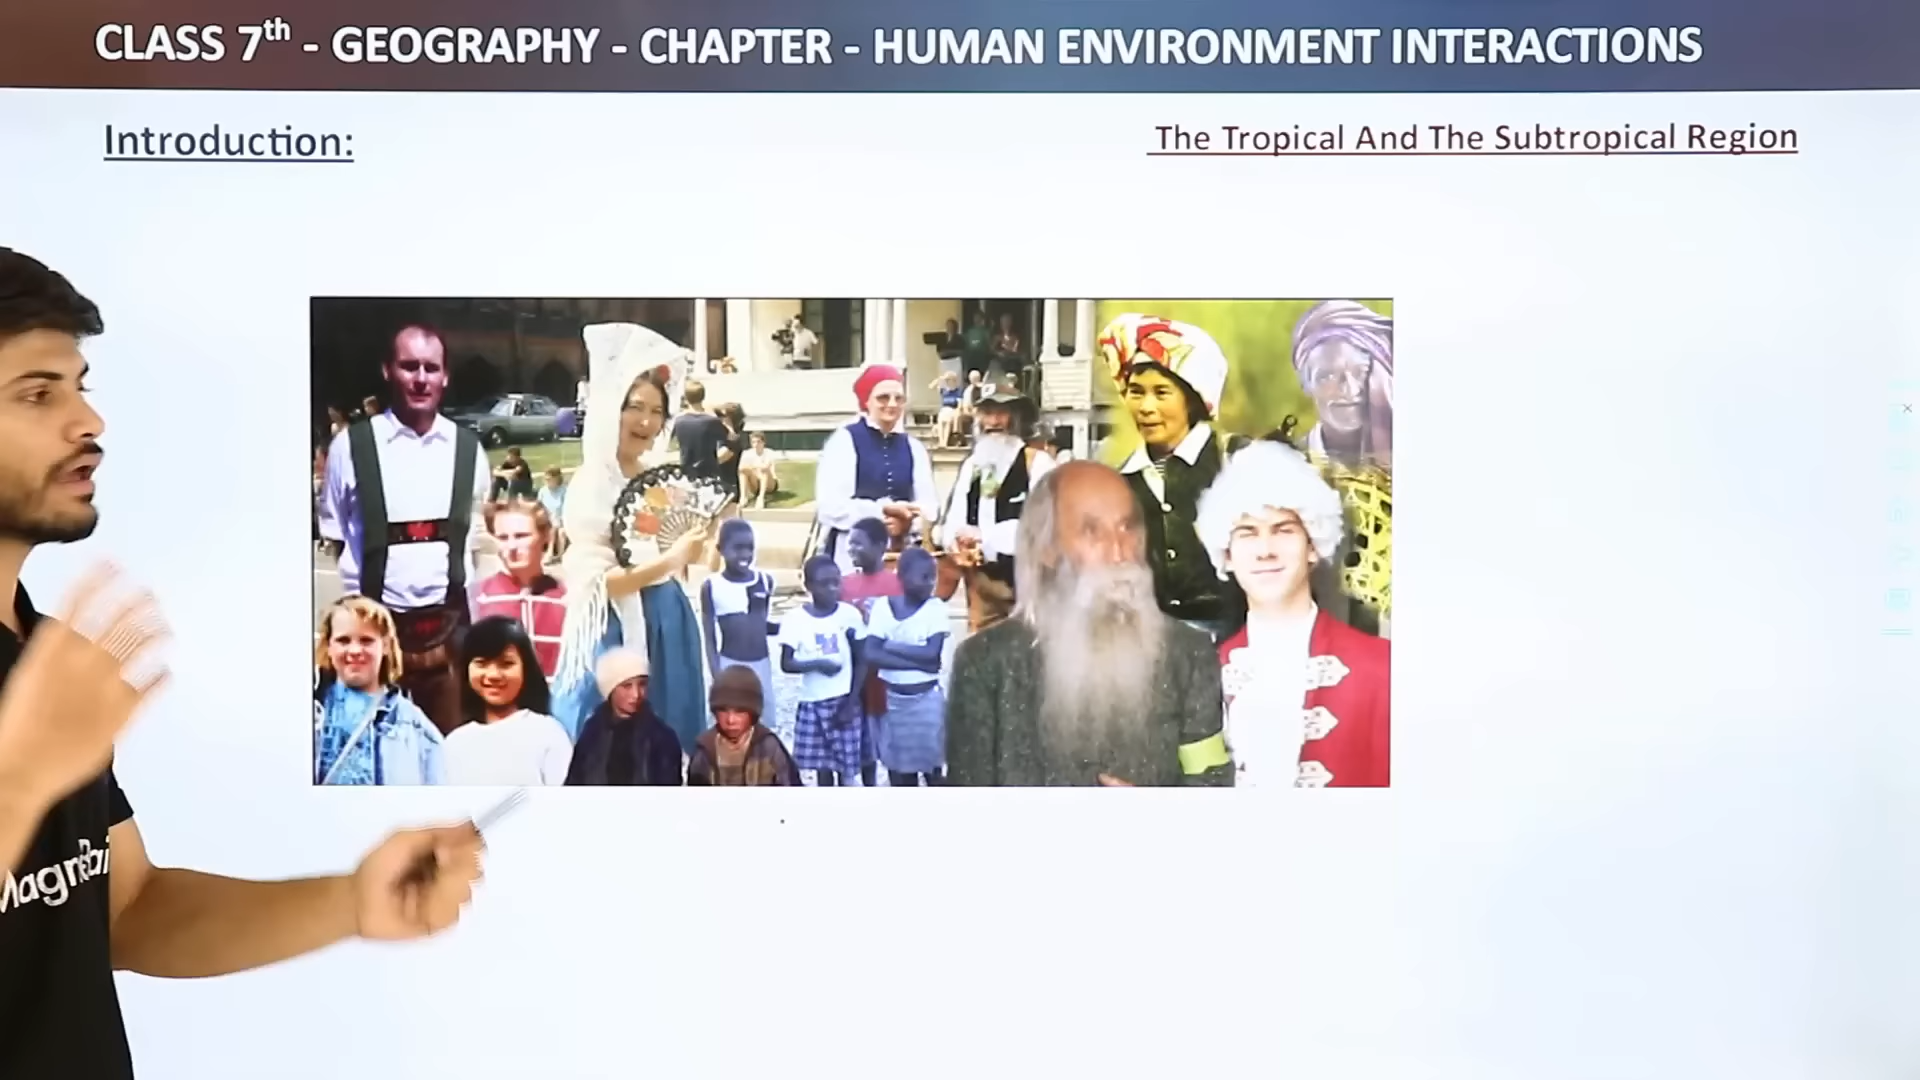 CLASS 7th - GEOGRAPHY - CHAPTER - HUMAN ENVIRONMENT INTERACTIONS
Introduction:
The Tropical And The Subtropical Region